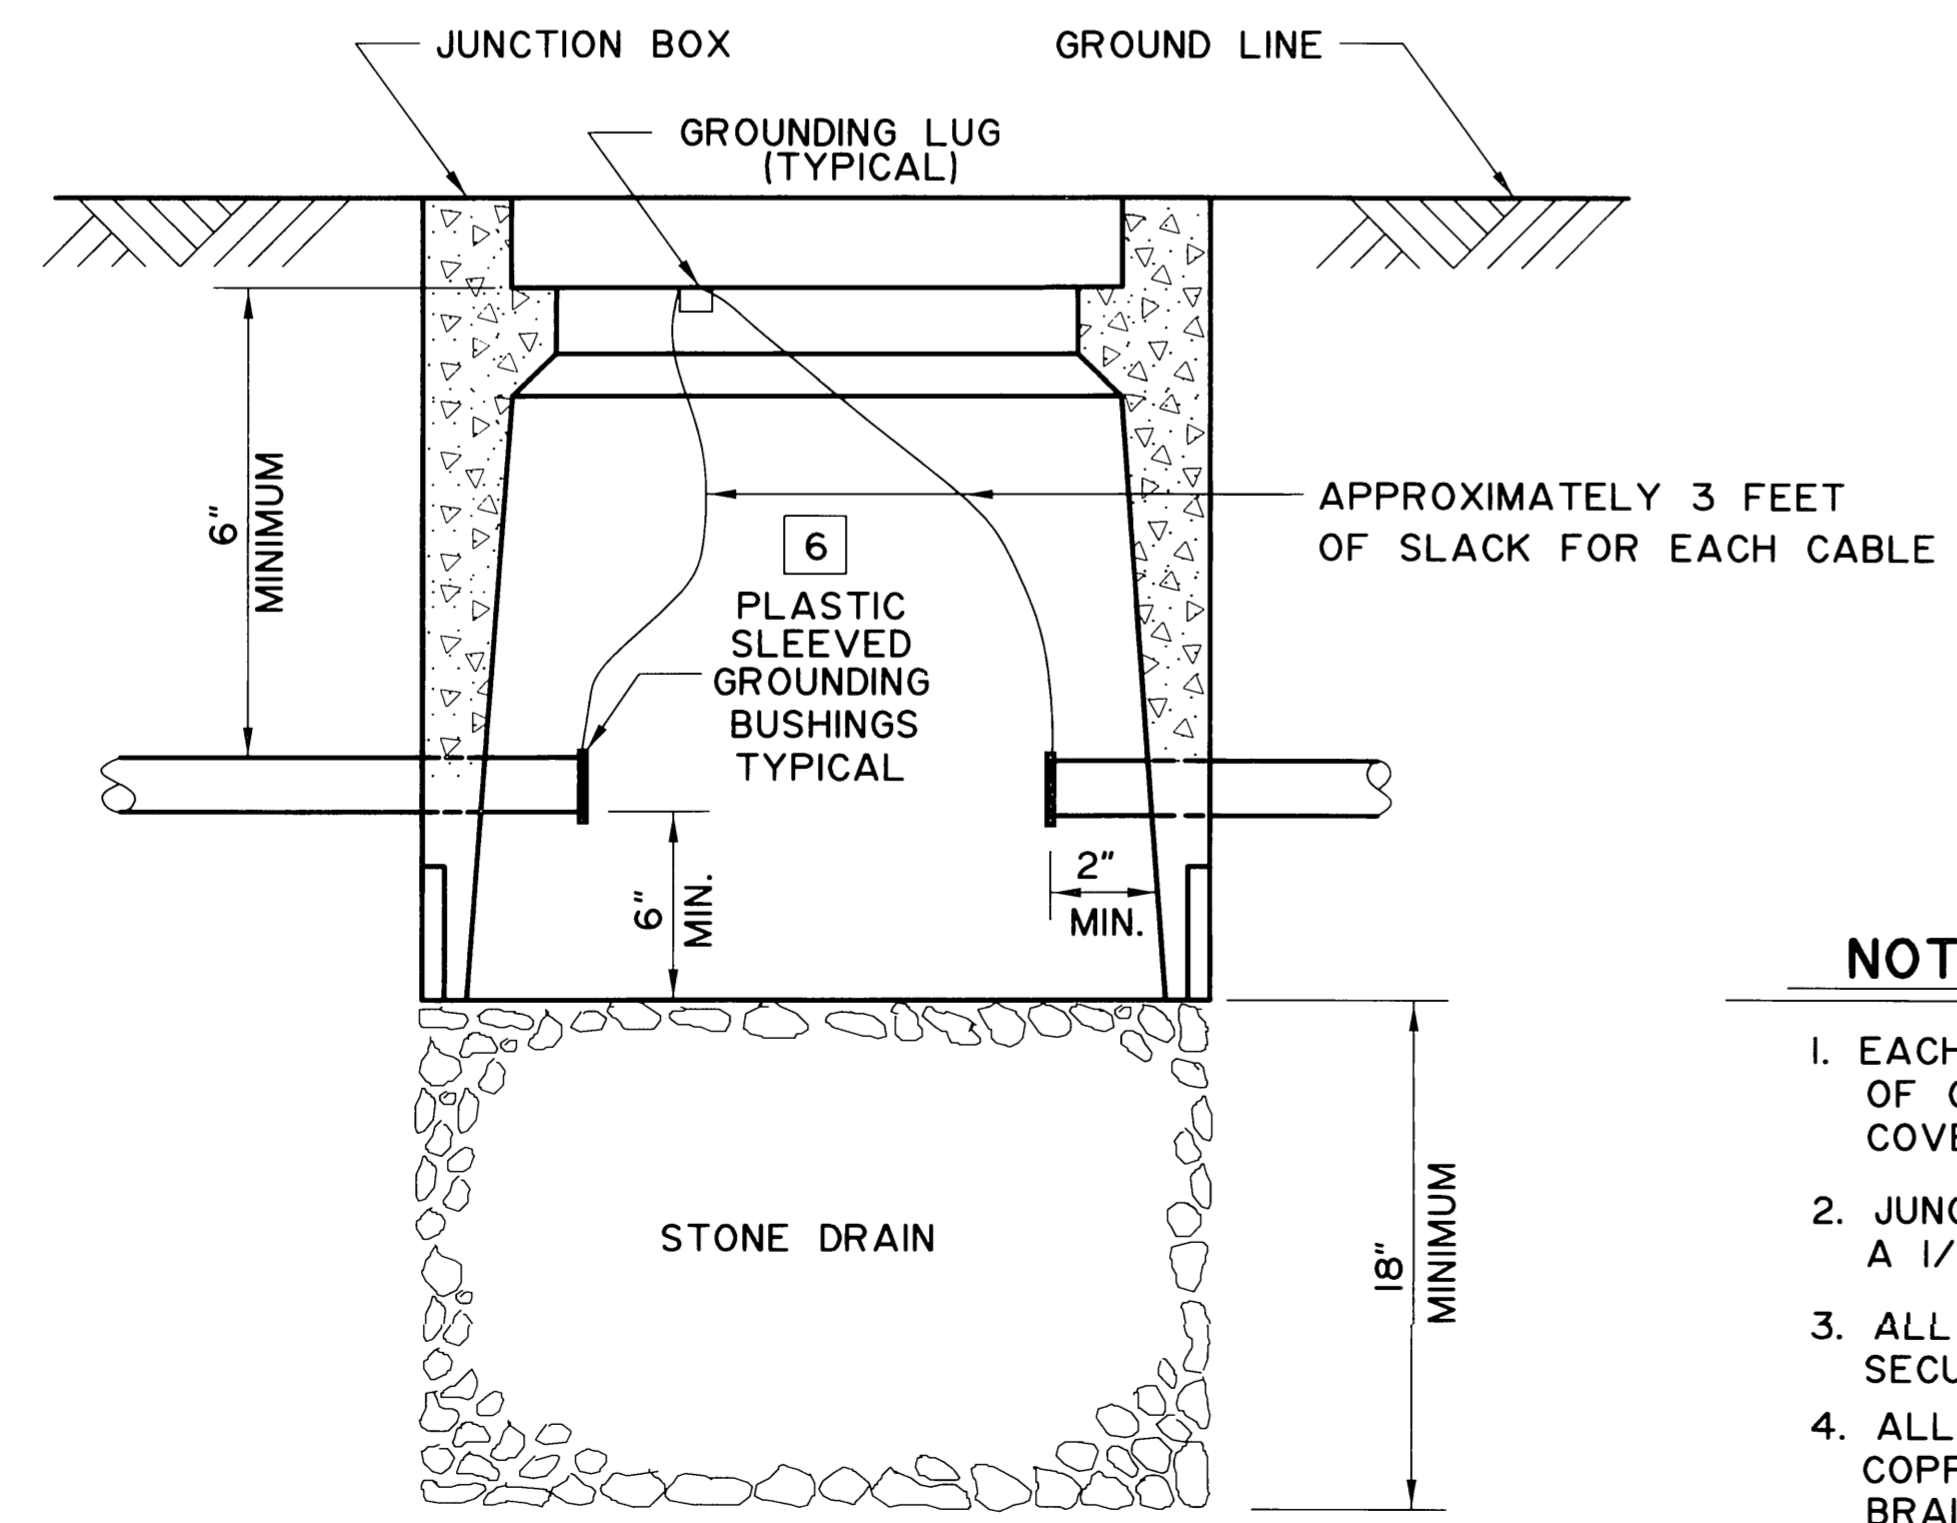 JUNCTION BOX
GROUND LINE
GROUNDING LUG
(TYPICAL)
6"
MINIMUM
APPROXIMATELY 3 FEET
OF SLACK FOR EACH CABLE
6
PLASTIC
SLEEVED
GROUNDING
BUSHINGS
TYPICAL
6"
MIN.
2"
MIN.
STONE DRAIN
18"
MINIMUM
1. EACH
OF
2. 
A 1/
3. ALL
4. ALL